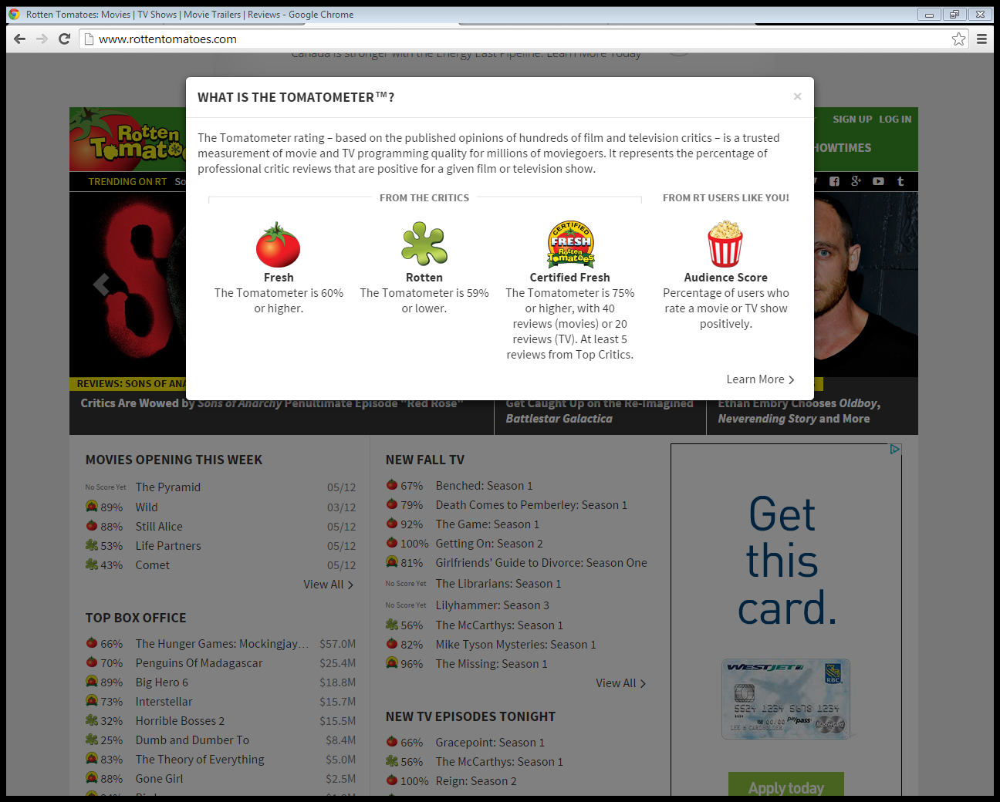 Rotten Tomatoes: Movies | TV Shows | Movie Trailers | Reviews - Google Chrome
www.rottentomatoes.com
Canada is stronger with the Energy East Pipeline. Learn More Today
WHAT IS THE TOMATOMETER™?
×
The Tomatometer rating – based on the published opinions of hundreds of film and television critics – is a trusted
measurement of movie and TV programming quality for millions of moviegoers. It represents the percentage of
professional critic reviews that are positive for a given film or television show.
FROM THE CRITICS
FROM RT USERS LIKE YOU!
CERTIFIED
FRESH
Rotten
Tomatoes
Fresh
The Tomatometer is 60%
or higher.
Rotten
The Tomatometer is 59%
or lower.
Certified Fresh
The Tomatometer is 75%
or higher, with 40
reviews (movies) or 20
reviews (TV). At least 5
reviews from Top Critics.
Audience Score
Percentage of users who
rate a movie or TV show
positively.
Learn More
Rotten
SIGN UP LOG IN
TRENDING ON RT
REVIEWS: SONS OF
Critics Are Wowed by Sons of Anarchy Penultimate Episode "Red Rose"
Get Caught Up on the Re-Imagined
Battlestar Galactica
Ethan Embry Chooses Oldboy,
Neverending Story and More
MOVIES OPENING THIS WEEK
No Score Yet The Pyramid 05/12
89% Wild 03/12
88% Still Alice 05/12
53% Life Partners 05/12
43% Comet 05/12
View All
TOP BOX OFFICE
66% The Hunger Games: Mockingjay... $57.0M
70% Penguins Of Madagascar $25.4M
89% Big Hero 6 $18.8M
73% Interstellar $15.7M
32% Horrible Bosses 2 $15.5M
25% Dumb and Dumber To $8.4M
83% The Theory of Everything $5.0M
88% Gone Girl $2.5M
NEW FALL TV
67% Benched: Season 1
79% Death Comes to Pemberley: Season 1
92% The Game: Season 1
100% Getting On: Season 2
81% Girlfriends' Guide to Divorce: Season One
No Score Yet The Librarians: Season 1
No Score Yet Lilyhammer: Season 3
56% The McCarthys: Season 1
82% Mike Tyson Mysteries: Season 1
96% The Missing: Season 1
View All
NEW TV EPISODES TONIGHT
66% Gracepoint: Season 1
56% The McCarthys: Season 1
100% Reign: Season 2
Get
this
card.
WESTJET
RBC
5524 1234 5678 1234
00/00 PayPass
LEE M CARDHOLDER
MasterCard
Apply today